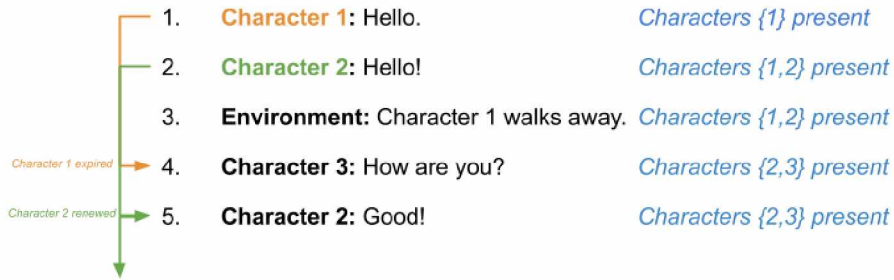 1. Character 1: Hello. Characters {1} present
2. Character 2: Hello! Characters {1,2} present
3. Environment: Character 1 walks away. Characters {1,2} present
Character 1 expired 4. Character 3: How are you? Characters {2,3} present
Character 2 renewed 5. Character 2: Good! Characters {2,3} present